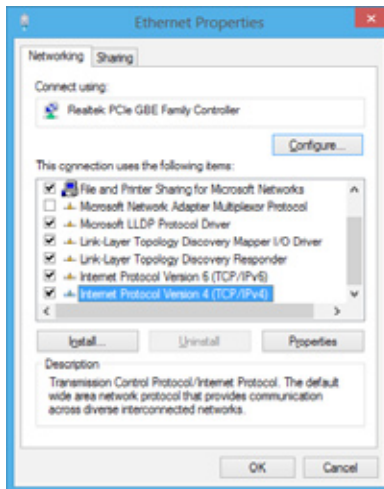 Ethernet Properties
Networking
Sharing
Connect using:
Realtek PCIe GBE Family Controller
Configure...
This connection uses the following items:
File and Printer Sharing for Microsoft Networks
Microsoft Network Adapter Multiplexor Protocol
Microsoft LLDP Protocol Driver
Link-Layer Topology Discovery Mapper I/O Driver
Link-Layer Topology Discovery Responder
Internet Protocol Version 6 (TCP/IPv6)
Internet Protocol Version 4 (TCP/IPv4)
Install...
Uninstall
Properties
Description
Transmission Control Protocol/Internet Protocol. The default
wide area network protocol that provides communication
across diverse interconnected networks.
OK
Cancel